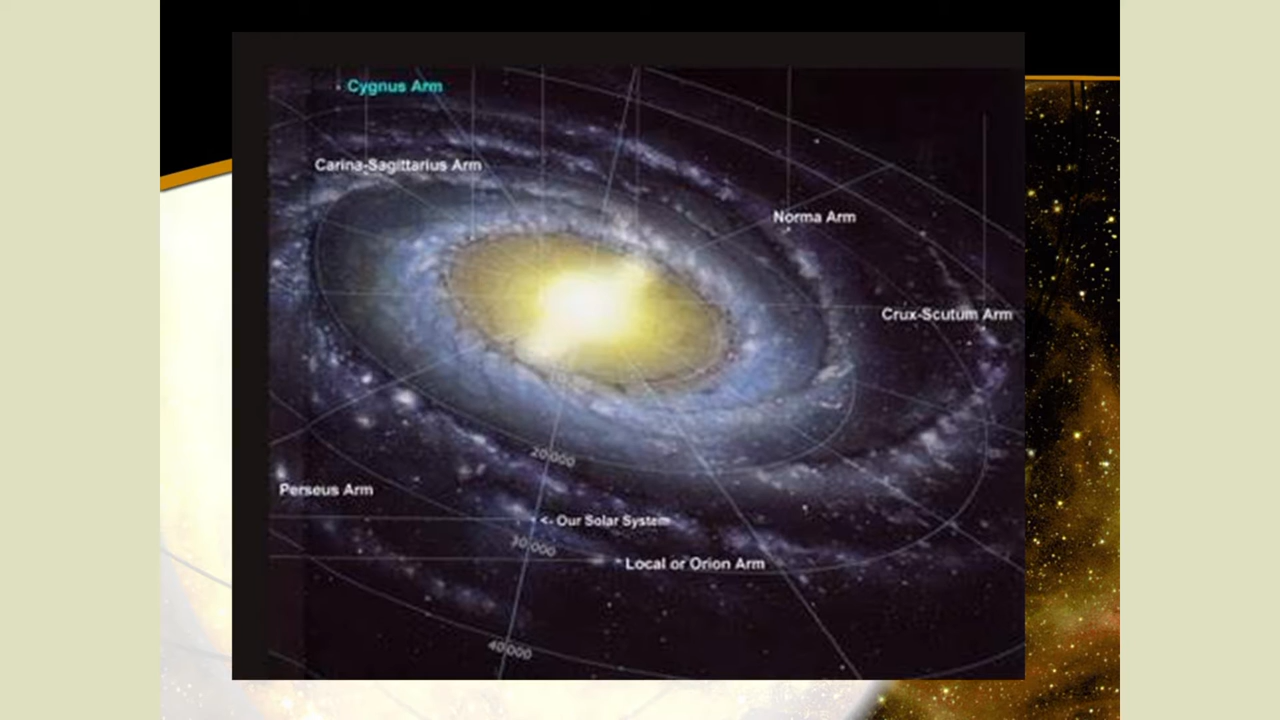 Cygnus Arm
Carina-Sagittarius Arm
Norma Arm
Crux-Scutum Arm
20 000
Perseus Arm
<- Our Solar System
30 000
Local or Orion Arm
40 000